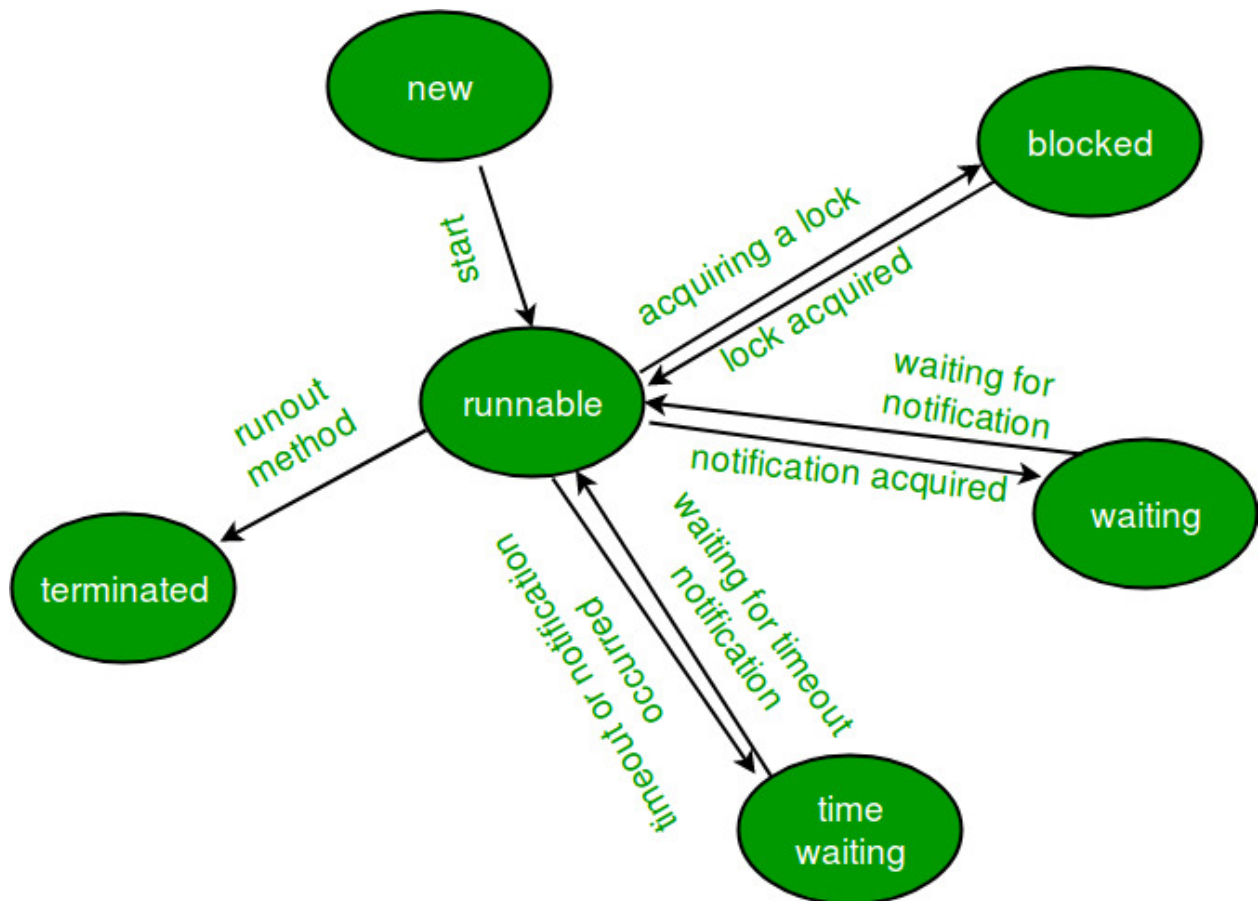 new
blocked
start
acquiring a lock
lock acquired
waiting for
notification
runnable
runout
method
notification acquired
waiting
waiting for timeout
notification
timeout or notification
occurred
terminated
time
waiting